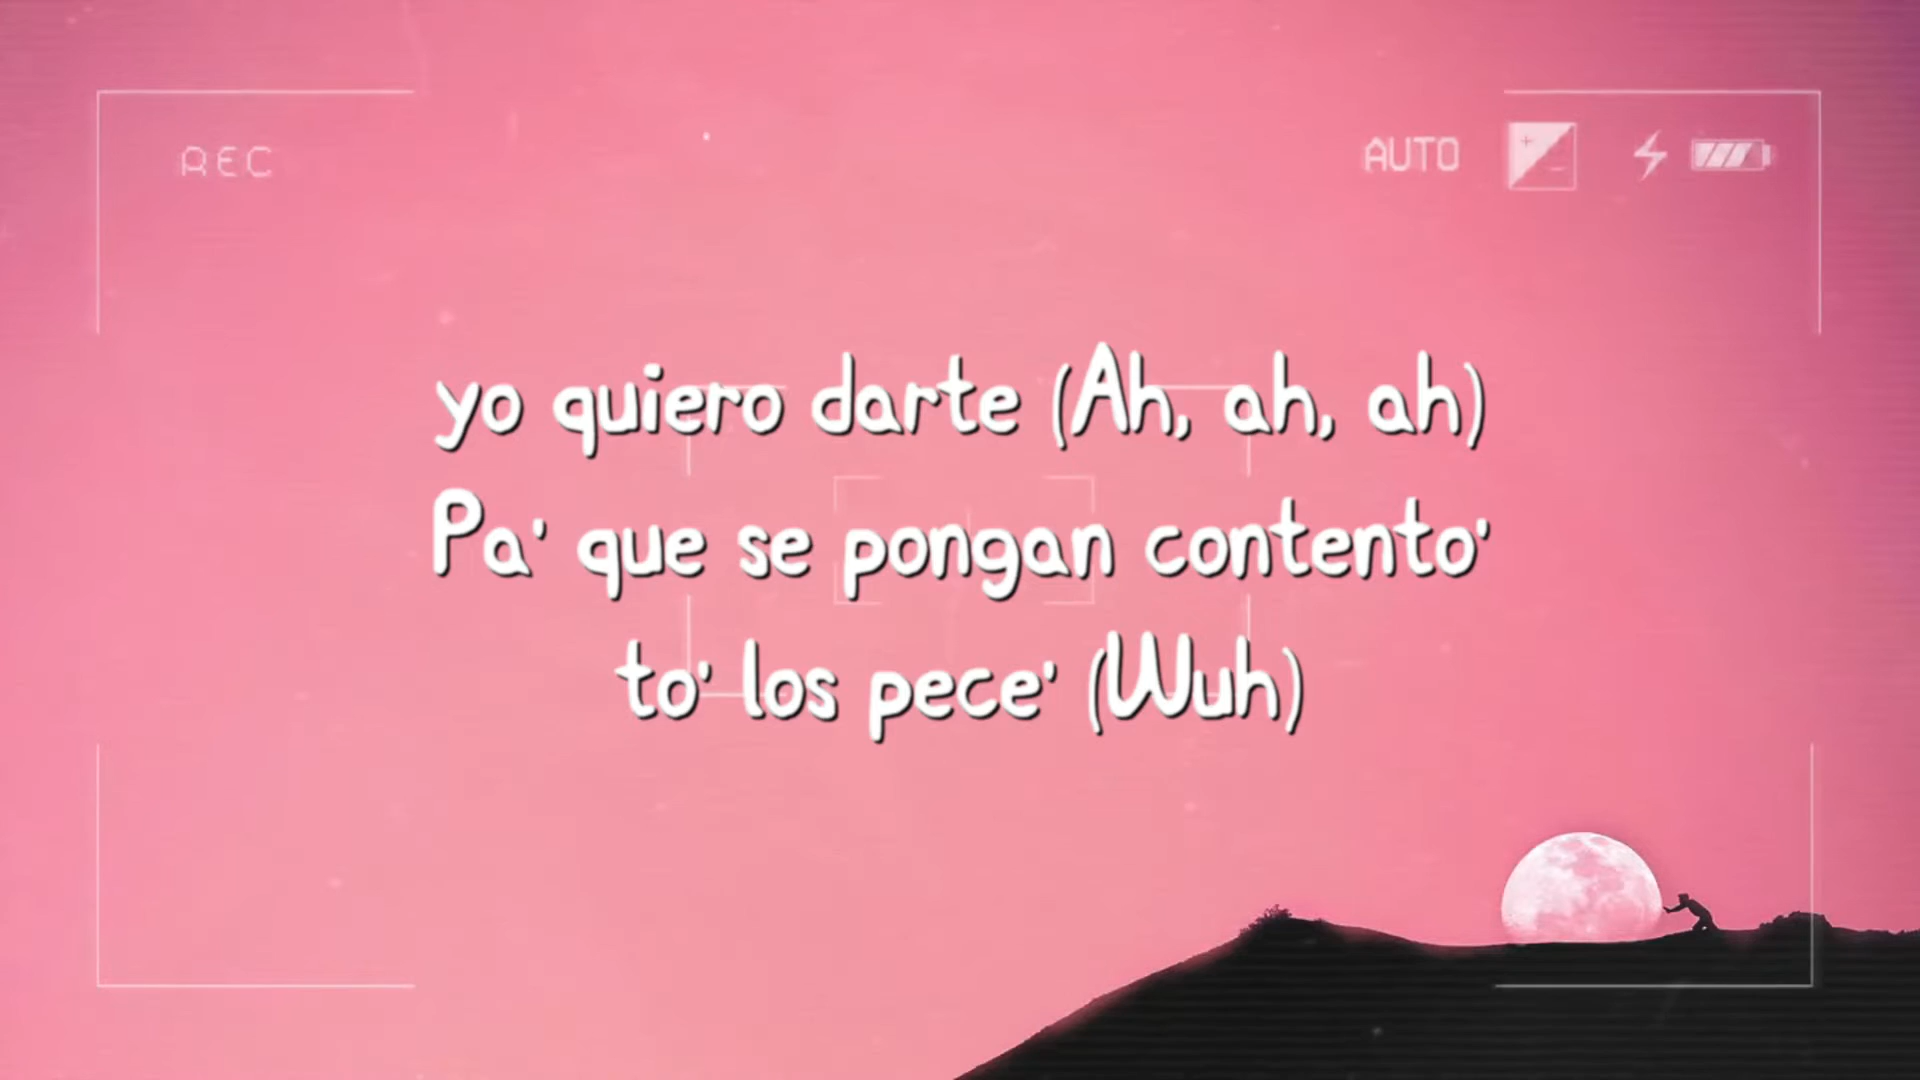 REC
AUTO
yo quiero darte (Ah, ah, ah)
Pa' que se pongan contento'
to' los pece' (Wuh)